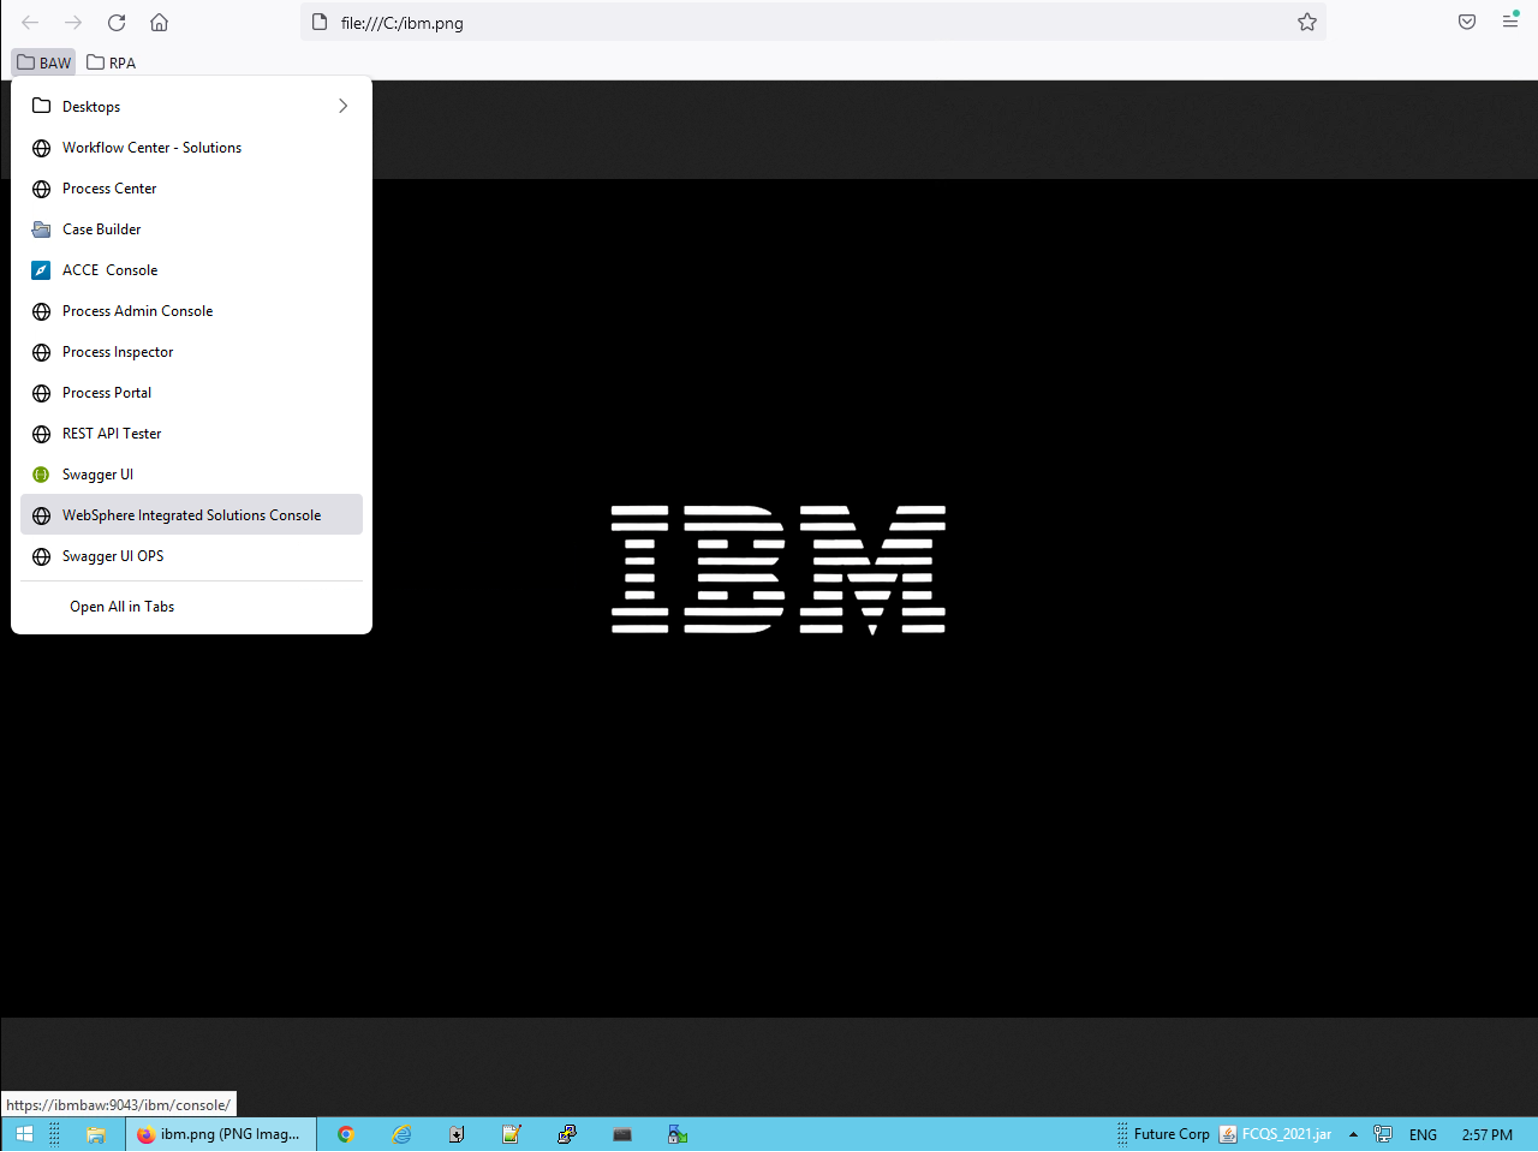 file:///C:/ibm.png
BAW
RPA
Desktops
Workflow Center - Solutions
Process Center
Case Builder
ACCE Console
Process Admin Console
Process Inspector
Process Portal
REST API Tester
Swagger UI
WebSphere Integrated Solutions Console
Swagger UI OPS
Open All in Tabs
IBM
https://ibmbaw:9043/ibm/console/
ibm.png (PNG Imag...
Future Corp
FCQS_2021.jar
ENG
2:57 PM